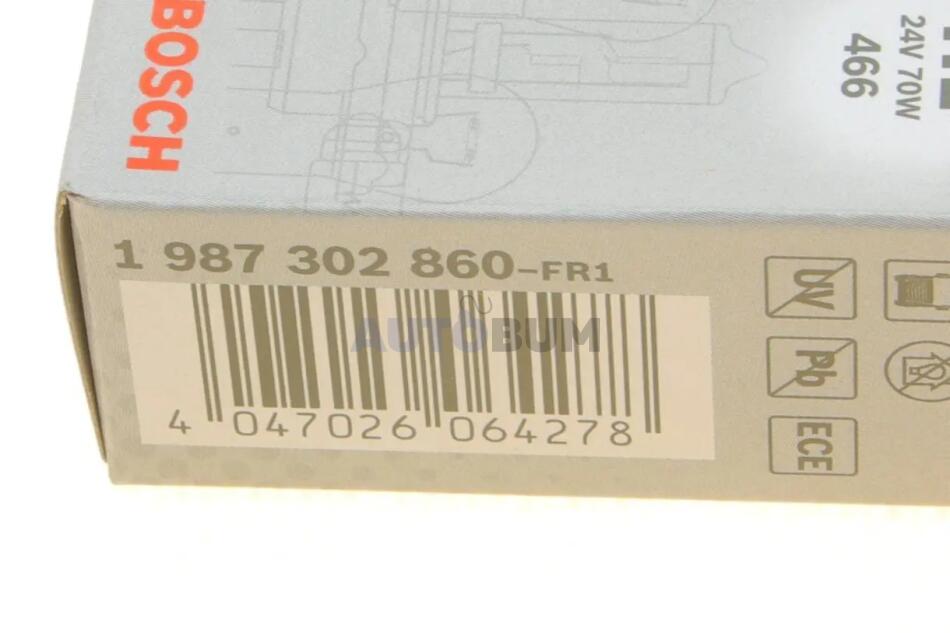 BOSCH
24V 70W
466
1 987 302 860-FR1
AUTOBUM
4 047026 064278
UV
Pb
ECE